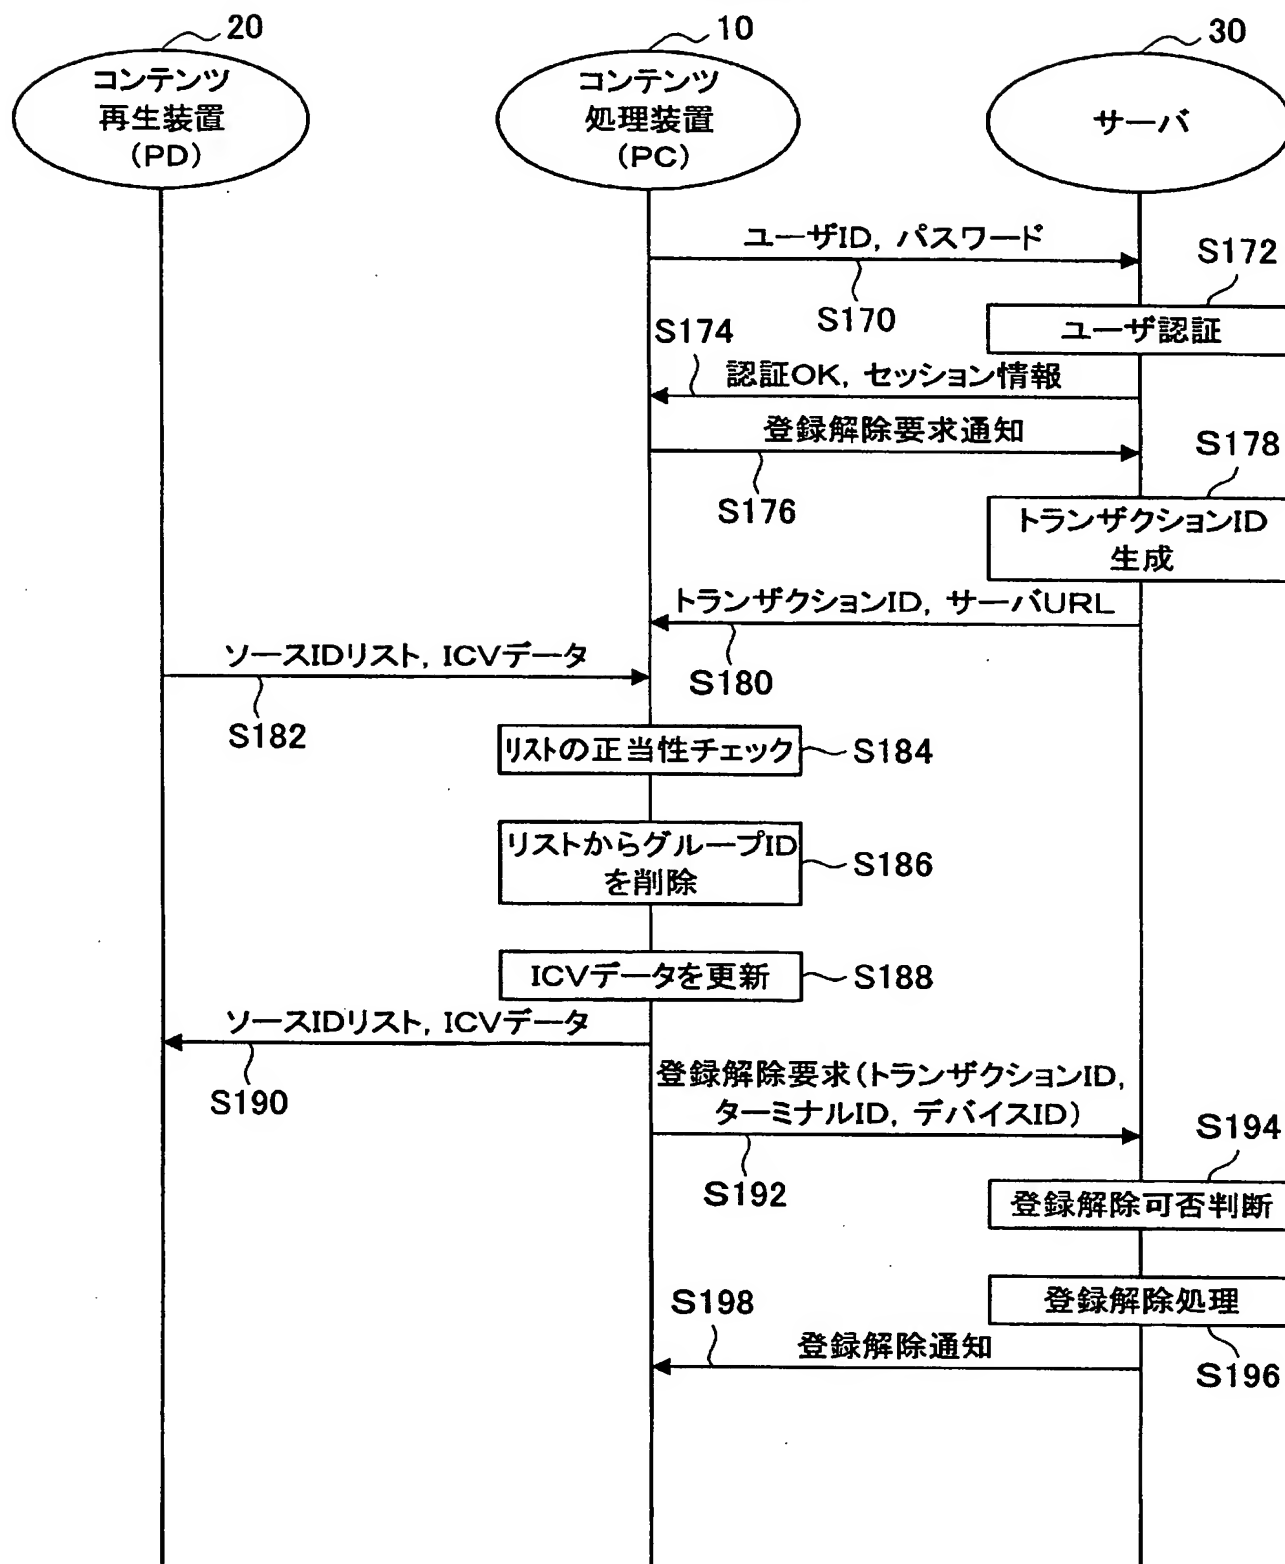 20
10
30
コンテンツ
再生装置
(PD)
コンテンツ
処理装置
(PC)
サーバ
ユーザID, パスワード
S170
S172
ユーザ認証
S174
認証OK, セッション情報
登録解除要求通知
S176
S178
トランザクションID
生成
トランザクションID, サーバURL
S180
ソースIDリスト, ICVデータ
S182
リストの正当性チェック
S184
リストからグループID
を削除
S186
ICVデータを更新
S188
ソースIDリスト, ICVデータ
S190
登録解除要求(トランザクションID,
ターミナルID, デバイスID)
S192
S194
登録解除可否判断
登録解除処理
S196
S198
登録解除通知